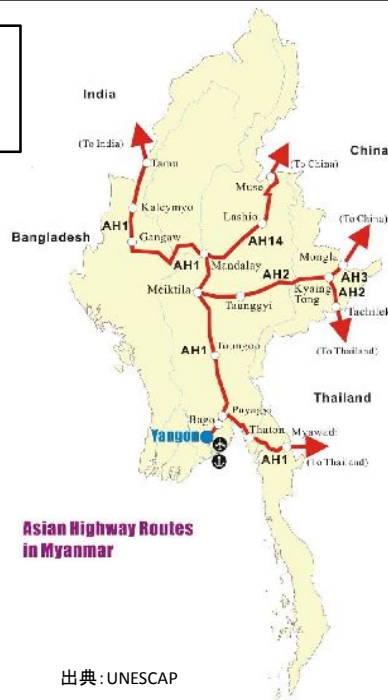 India
(To India)
Tamu
China
(To China)
Muse
Kaleymyo
Lashio
(To China)
AH1
Gangaw
Bangladesh
AH14
Mongla
AH1
Mandalay
AH2
AH3
Kyaing
Tong
AH2
Meiktila
Taunggyi
Tachilek
(To Thailand)
AH1
Toungoo
Thailand
Payagyi
Bago
Thaton
Myawadi
Yangon
AH1
(To Thailand)
Asian Highway Routes
in Myanmar
出典：UNESCAP